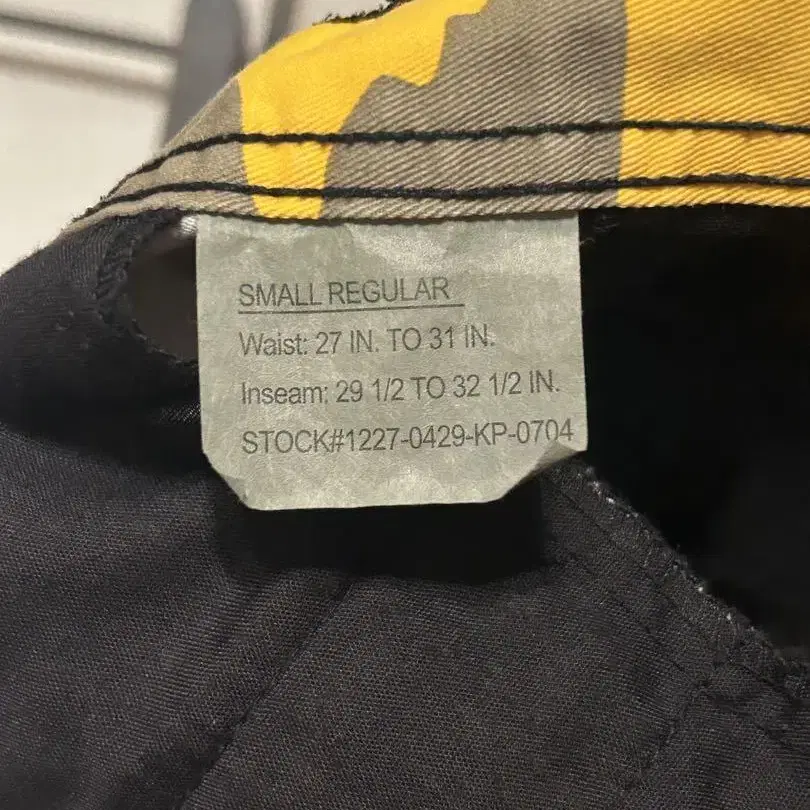 SMALL REGULAR
Waist: 27 IN. TO 31 IN.
Inseam: 29 1/2 TO 32 1/2 IN.
STOCK#1227-0429-KP-0704